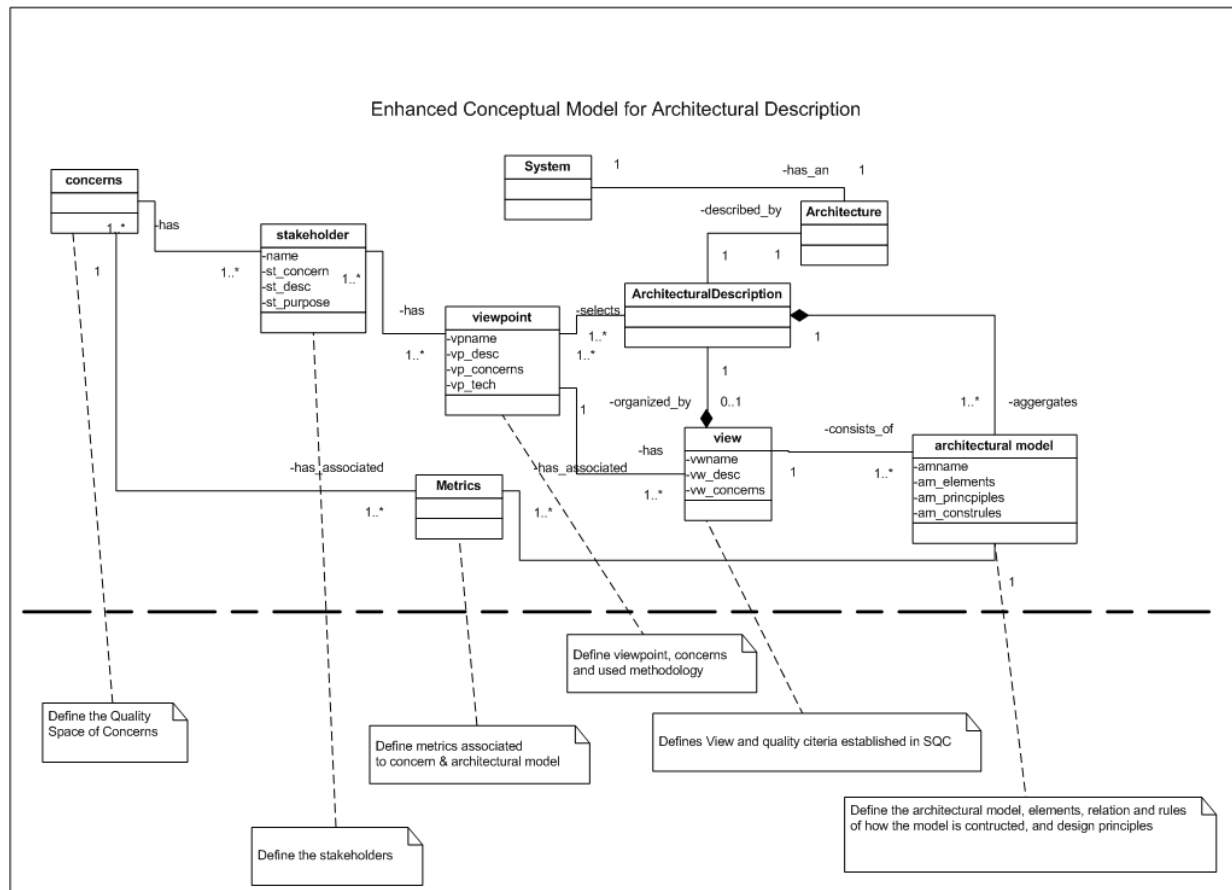 Enhanced Conceptual Model for Architectural Description
System
1
-has_an
1
concerns
1..*
-has
1
1..*
stakeholder
-name
-st_concern
-st_desc
-st_purpose
1..*
-has
1..*
-described_by
Architecture
1
1
ArchitecturalDescription
-selects
1..*
1..*
1
1
viewpoint
-vpname
-vp_desc
-vp_concerns
-vp_tech
1
-organized_by
0..1
1..*
-aggergates
-consists_of
view
-vwname
-vw_desc
-vw_concerns
-has
1..*
1
1..*
architectural model
-amname
-am_elements
-am_princpiples
-am_construles
-has_associated
-has_associated
Metrics
1..*
1..*
1
Define viewpoint, concerns
and used methodology
Define the Quality
Space of Concerns
Define metrics associated
to concern & architectural model
Defines View and quality citeria established in SQC
Define the architectural model, elements, relation and rules
of how the model is contructed, and design principles
Define the stakeholders